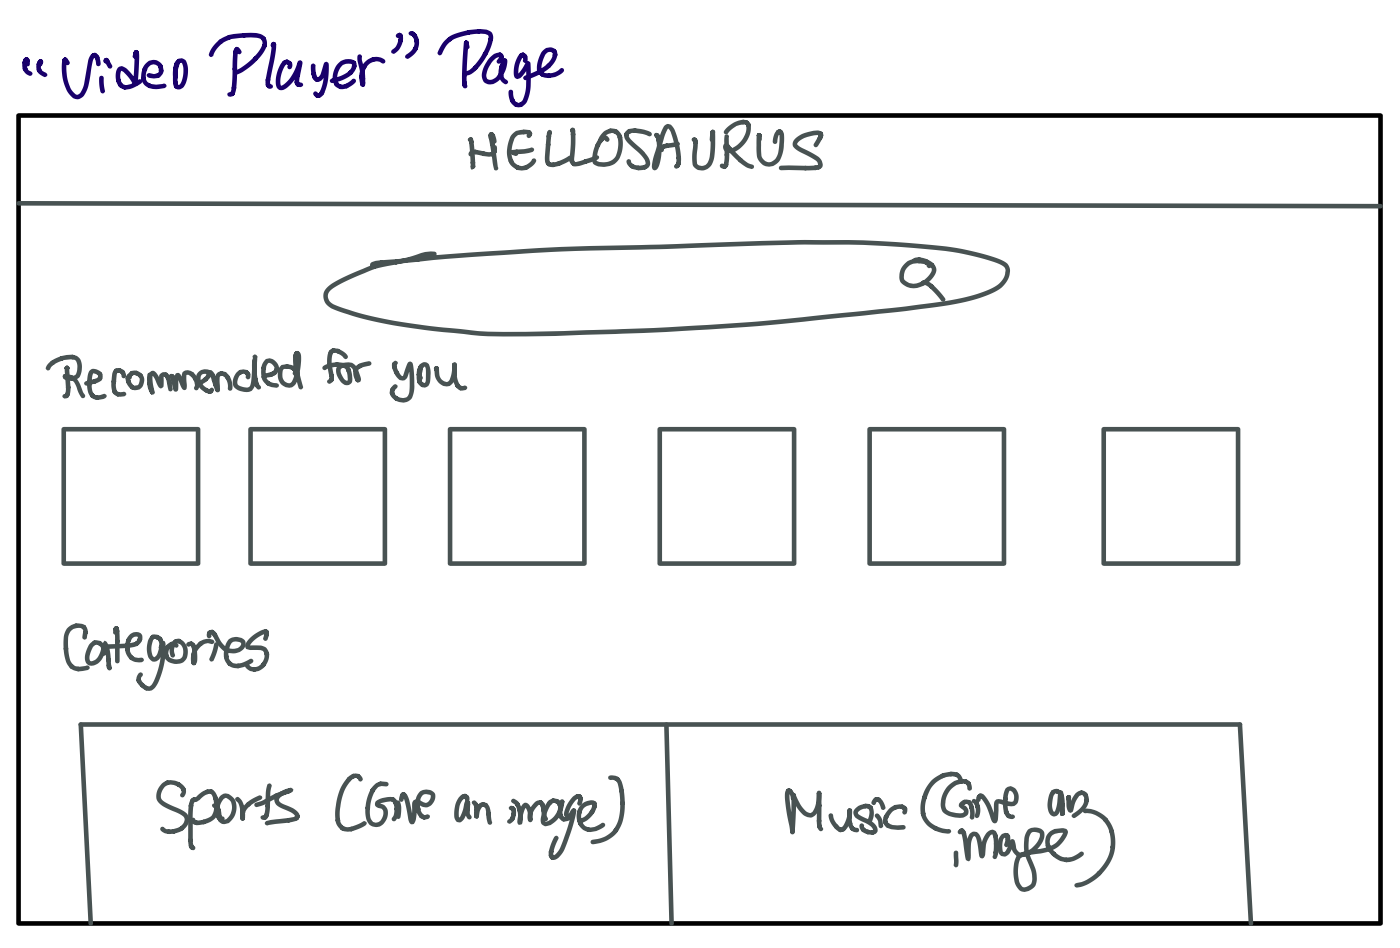 “Video Player” Page
HELLOSAURUS
Recommended for you
Categories
Sports (Give an image)
Music (Give an
image)